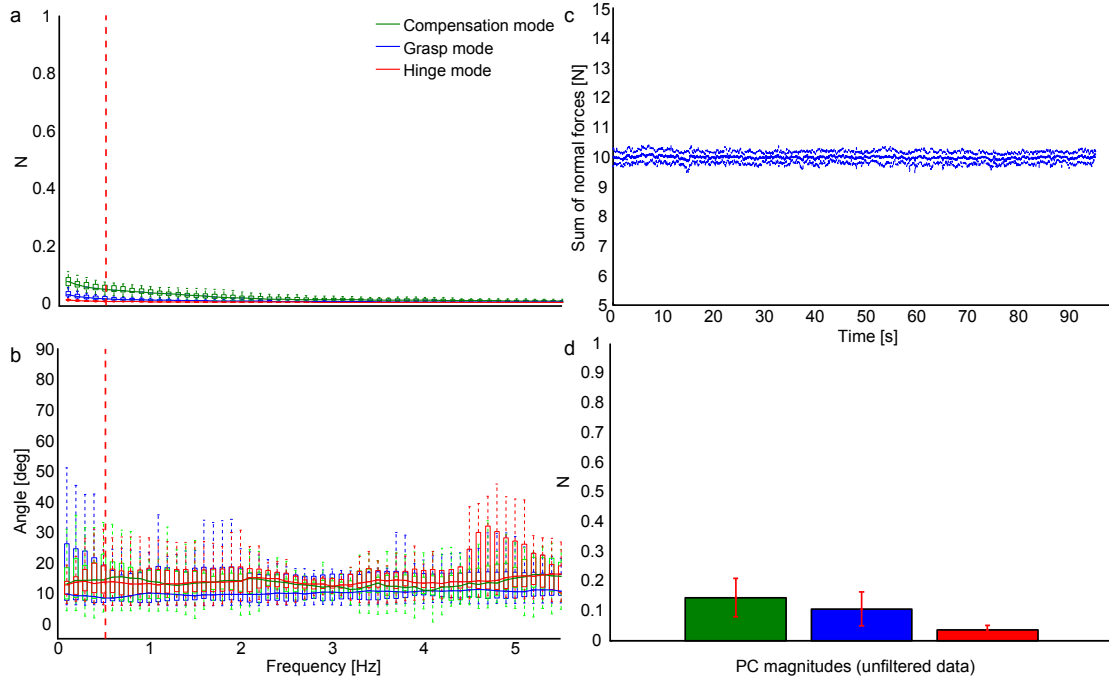 a
1
0.8
0.6
0.4
0.2
0
N
Compensation mode
Grasp mode
Hinge mode
b
90
80
70
60
50
40
30
20
10
0
Angle [deg]
0 1 2 3 4 5
Frequency [Hz]
c
15
14
13
12
11
10
9
8
7
6
5
Sum of normal forces [N]
0 10 20 30 40 50 60 70 80 90
Time [s]
d
1
0.9
0.8
0.7
0.6
0.5
0.4
0.3
0.2
0.1
0
N
PC magnitudes (unfiltered data)